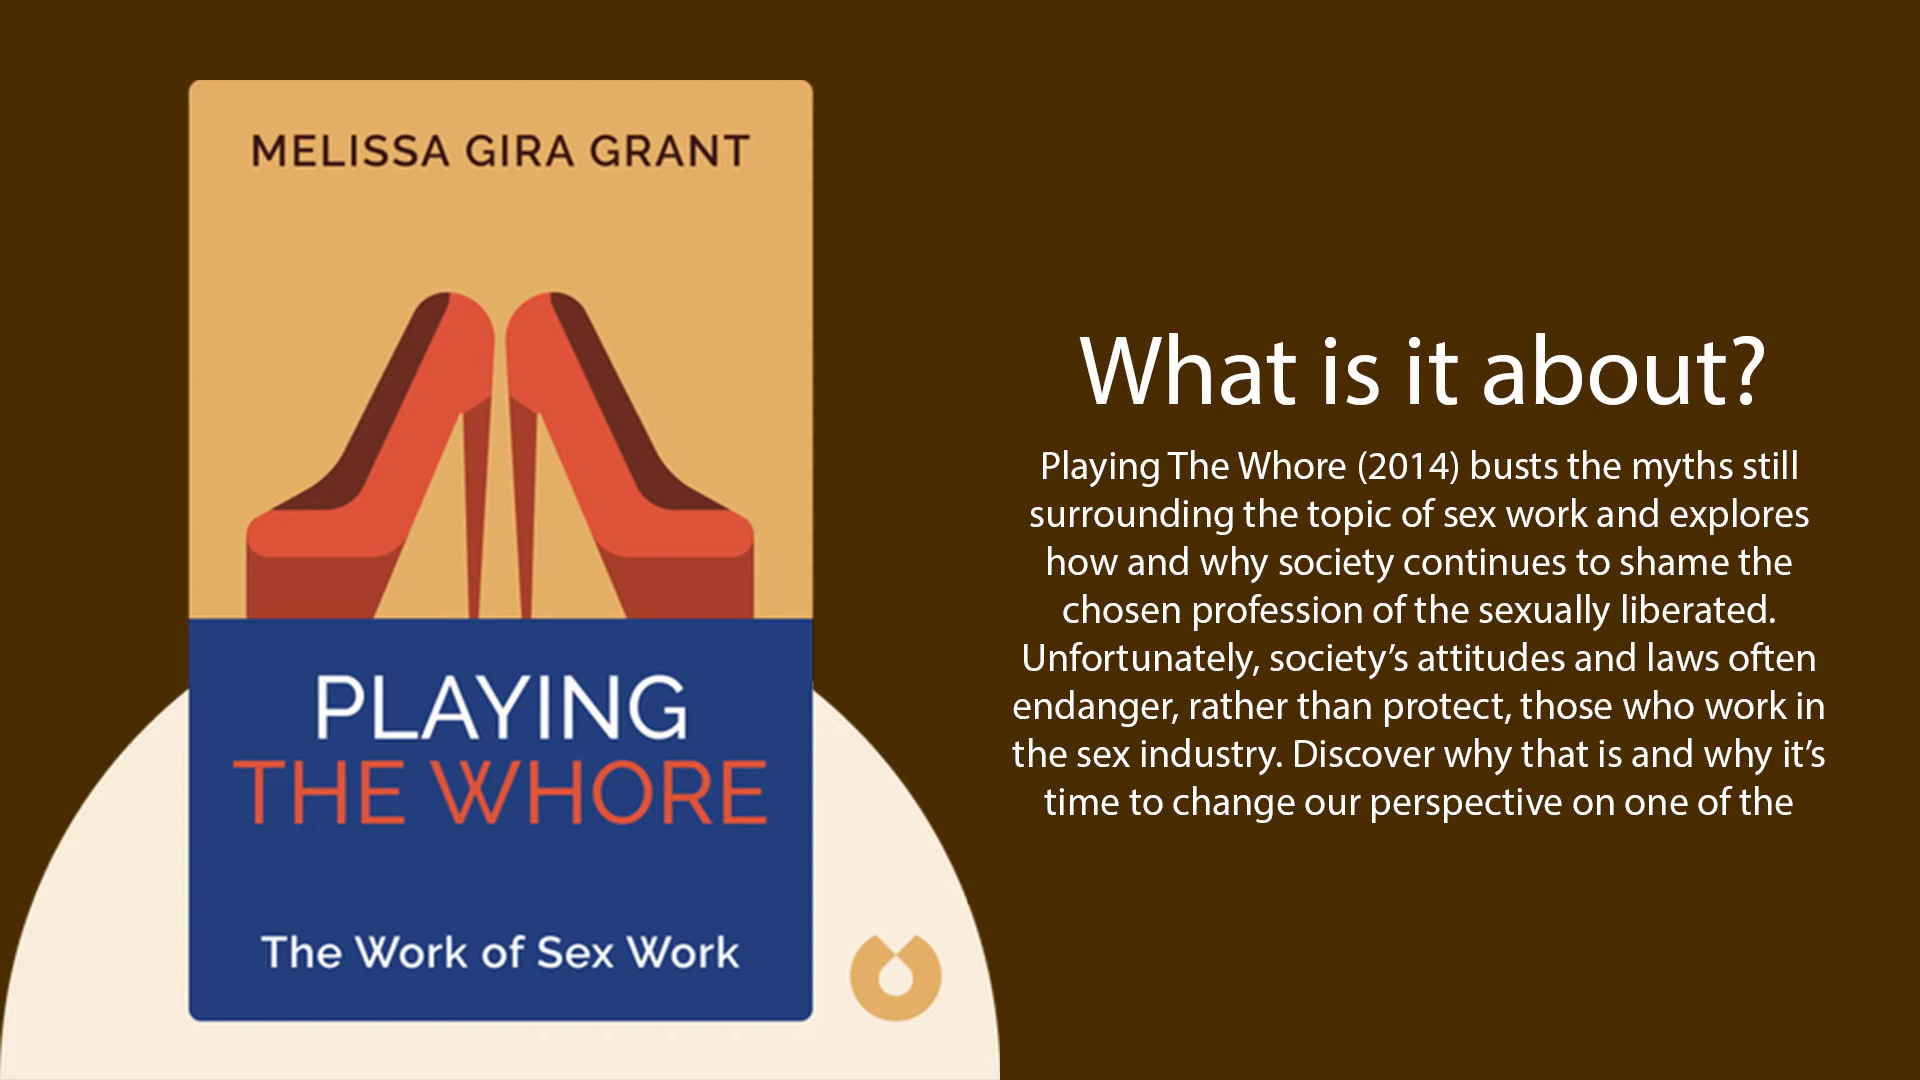 MELISSA GIRA GRANT
PLAYING
THE WHORE
The Work of Sex Work
What is it about?
Playing The Whore (2014) busts the myths still
surrounding the topic of sex work and explores
how and why society continues to shame the
chosen profession of the sexually liberated.
Unfortunately, society’s attitudes and laws often
endanger, rather than protect, those who work in
the sex industry. Discover why that is and why it’s
time to change our perspective on one of the